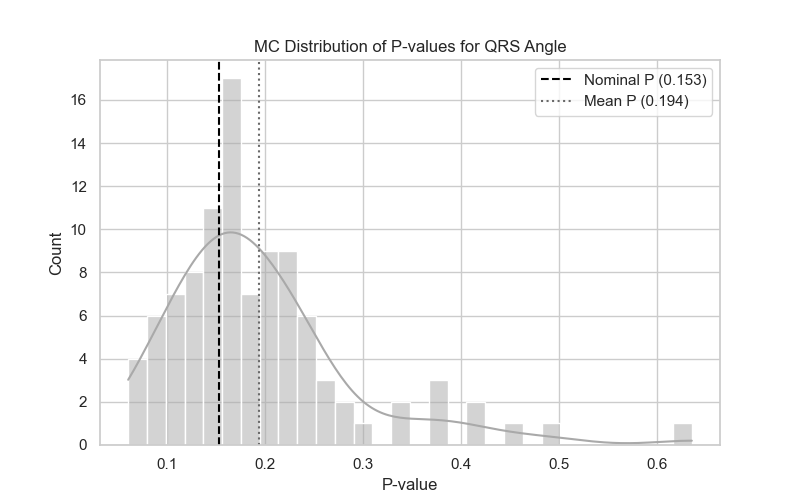 MC Distribution of P-values for QRS Angle
Nominal P (0.153)
Mean P (0.194)
Count
16
14
12
10
8
6
4
2
0
0.1 0.2 0.3 0.4 0.5 0.6
P-value